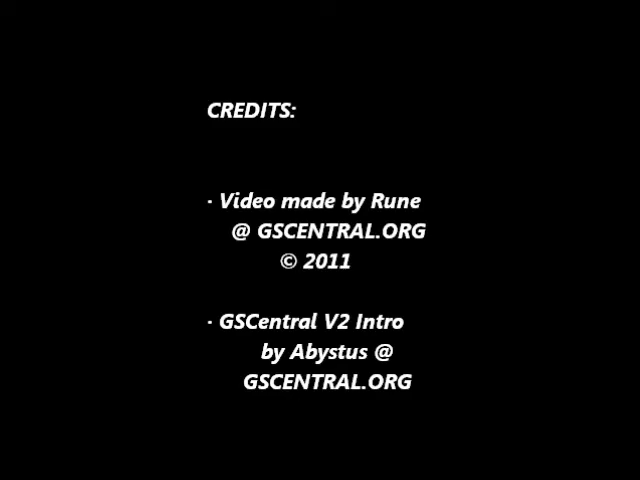 CREDITS:
· Video made by Rune
@ GSCENTRAL.ORG
© 2011
· GSCentral V2 Intro
by Abystus @
GSCENTRAL.ORG